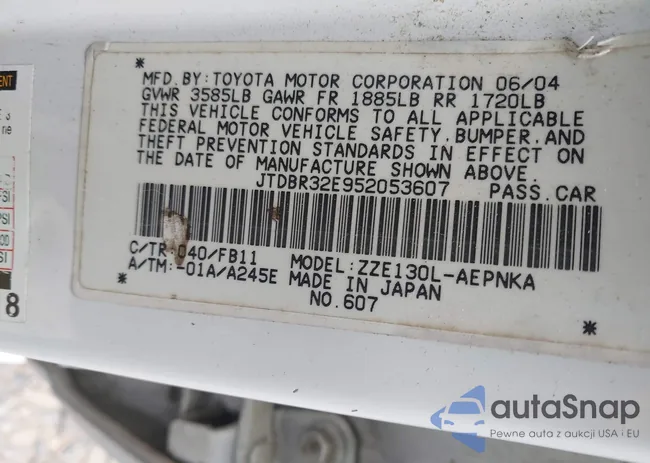 MFD.BY:TOYOTA MOTOR CORPORATION 06/04
GVWR 3585LB GAWR FR 1885LB RR 1720LB
THIS VEHICLE CONFORMS TO ALL APPLICABLE
FEDERAL MOTOR VEHICLE SAFETY,BUMPER,AND
THEFT PREVENTION STANDARDS IN EFFECT ON
THE DATE OF MANUFACTURE SHOWN ABOVE.
JTDBR32E952053607 PASS.CAR
C/TR:040/FB11 MODEL:ZZE130L-AEPNKA
A/TM:-01A/A245E MADE IN JAPAN
NO.607
8
autoSnap
Pewne auta z aukcji USA i EU